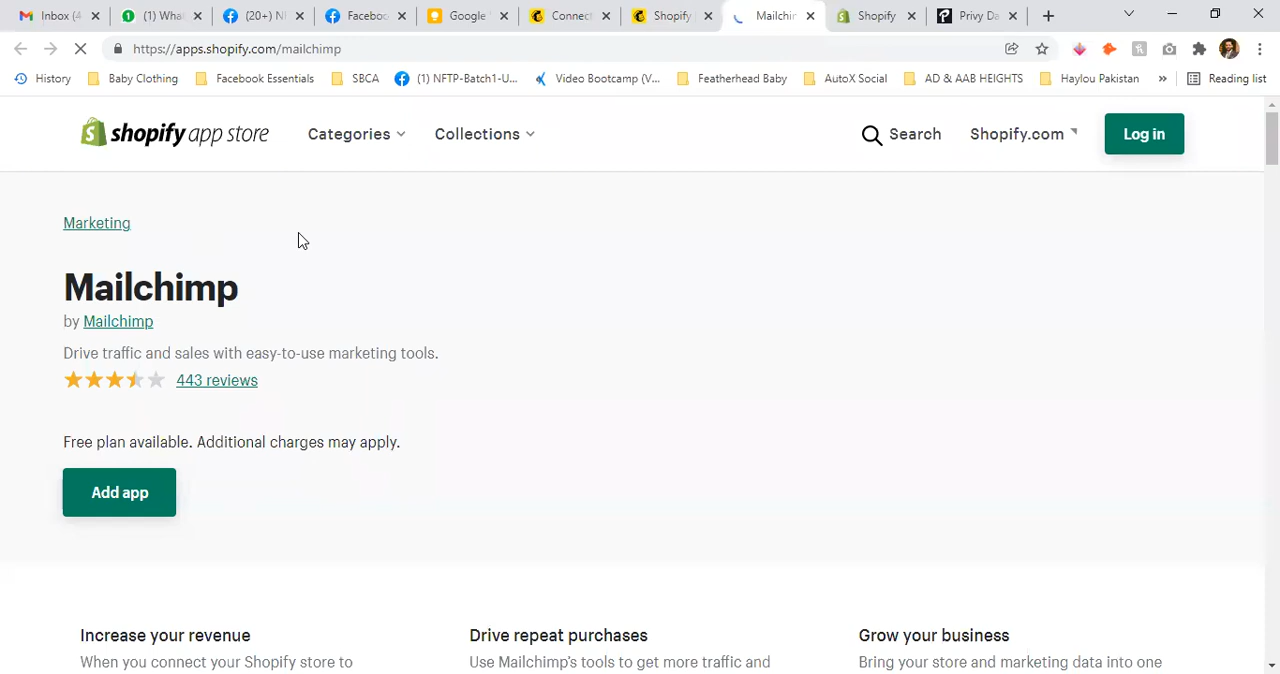 Inbox (4
(1) What
(20+) N
Faceboo
Google
Connec
Shopify
Mailchin
Shopify
Privy Da
https://apps.shopify.com/mailchimp
History
Baby Clothing
Facebook Essentials
SBCA
(1) NFTP-Batch1-U...
Video Bootcamp (V...
Featherhead Baby
AutoX Social
AD & AAB HEIGHTS
Haylou Pakistan
»
Reading list
shopify app store
Categories
Collections
Search
Shopify.com
Log in
Marketing
Mailchimp
by Mailchimp
Drive traffic and sales with easy-to-use marketing tools.
443 reviews
Free plan available. Additional charges may apply.
Add app
Increase your revenue
When you connect your Shopify store to
Drive repeat purchases
Use Mailchimp's tools to get more traffic and
Grow your business
Bring your store and marketing data into one